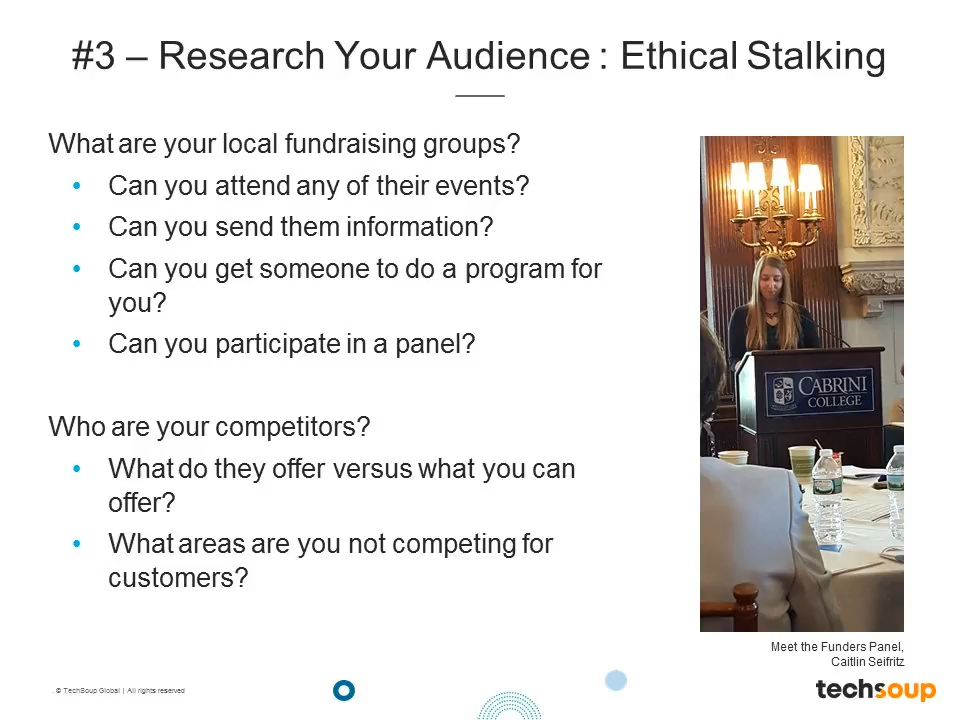 #3 – Research Your Audience : Ethical Stalking
What are your local fundraising groups?
• Can you attend any of their events?
• Can you send them information?
• Can you get someone to do a program for
you?
• Can you participate in a panel?
Who are your competitors?
• What do they offer versus what you can
offer?
• What areas are you not competing for
customers?
CABRINI
COLLEGE
Meet the Funders Panel,
Caitlin Seifritz
. © TechSoup Global | All rights reserved
techsoup